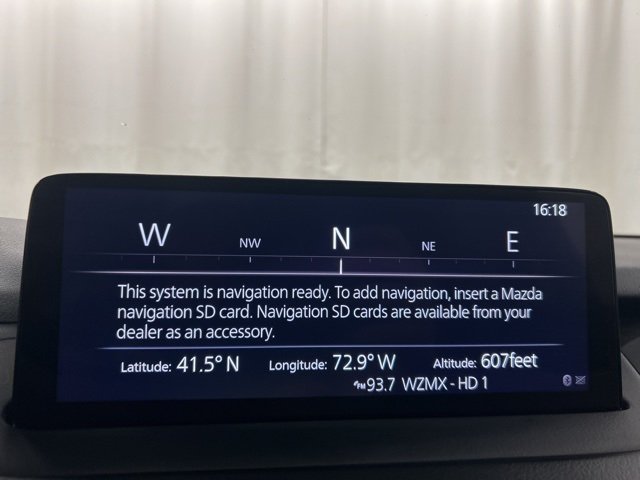 16:18
W NW N NE E
This system is navigation ready. To add navigation, insert a Mazda
navigation SD card. Navigation SD cards are available from your
dealer as an accessory.
Latitude: 41.5° N Longitude: 72.9° W Altitude: 607feet
FM 93.7 WZMX - HD 1